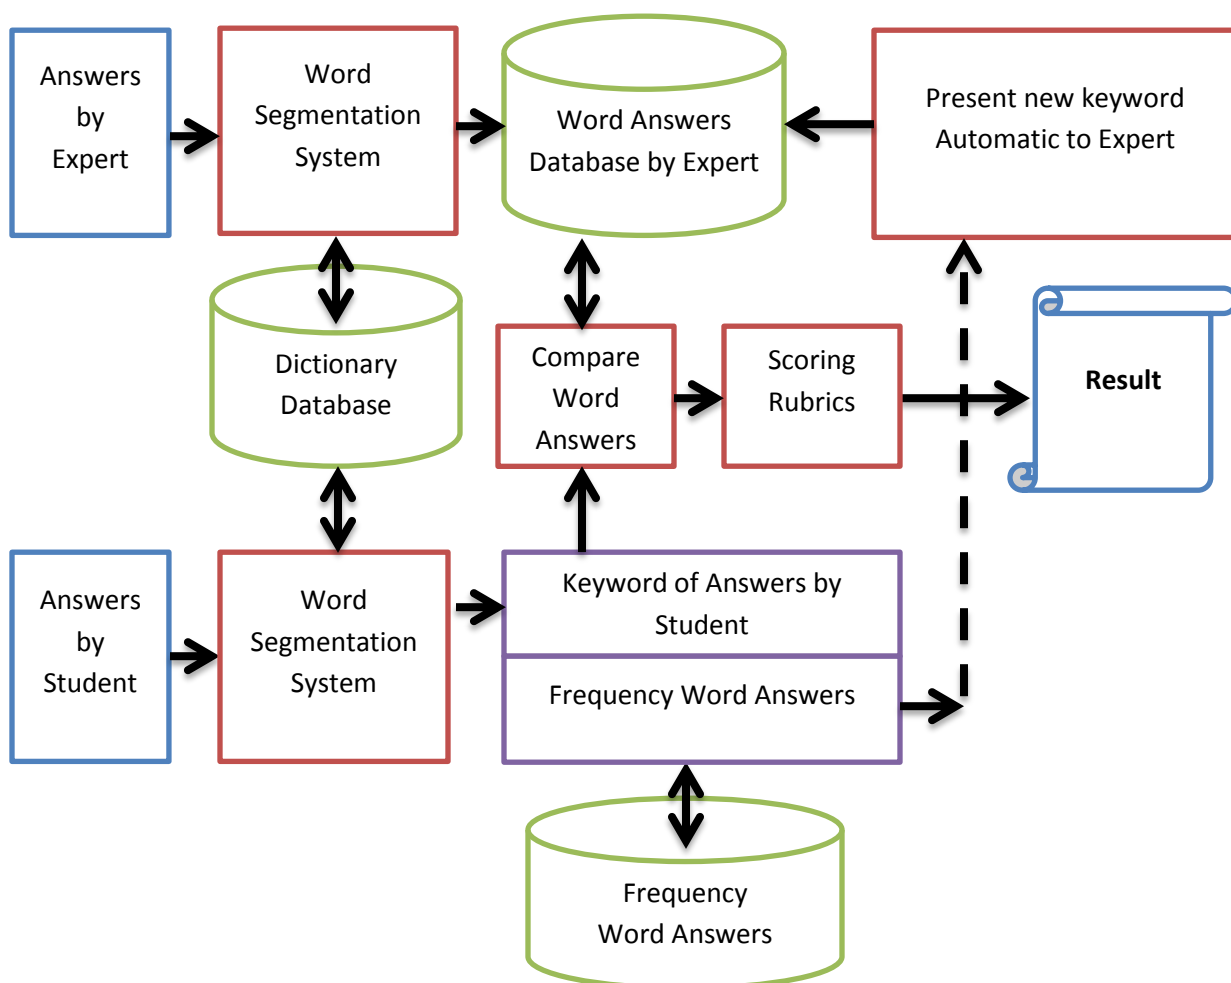 Answers
by
Expert
Word
Segmentation
System
Word Answers
Database by Expert
Present new keyword
Automatic to Expert
Dictionary
Database
Compare
Word
Answers
Scoring
Rubrics
Result
Answers
by
Student
Word
Segmentation
System
Keyword of Answers by
Student
Frequency Word Answers
Frequency
Word Answers